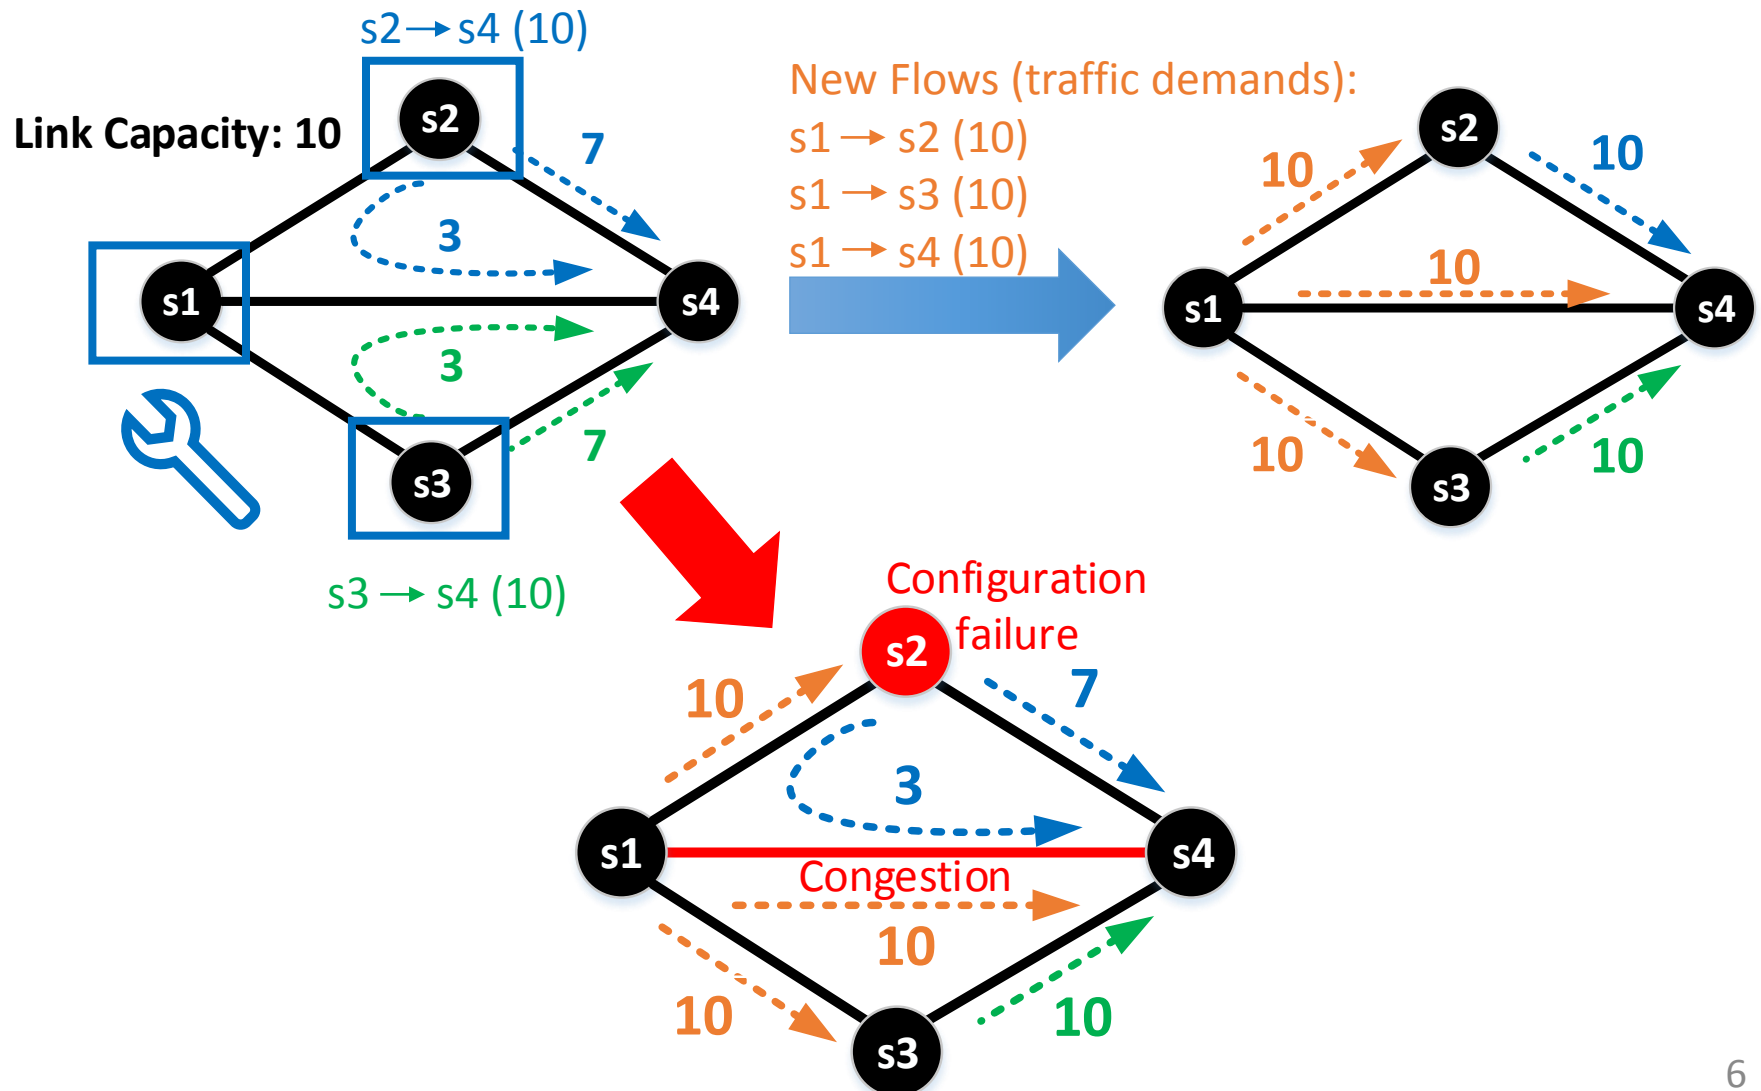 s2 → s4 (10)
Link Capacity: 10
s2
7
3
s1
s4
3
7
s3
s3 → s4 (10)
New Flows (traffic demands):
s1 → s2 (10)
s1 → s3 (10)
s1 → s4 (10)
s2
10
10
10
s1
s4
10
10
s3
Configuration
failure
s2
10
7
3
s1
s4
Congestion
10
10
10
s3
6